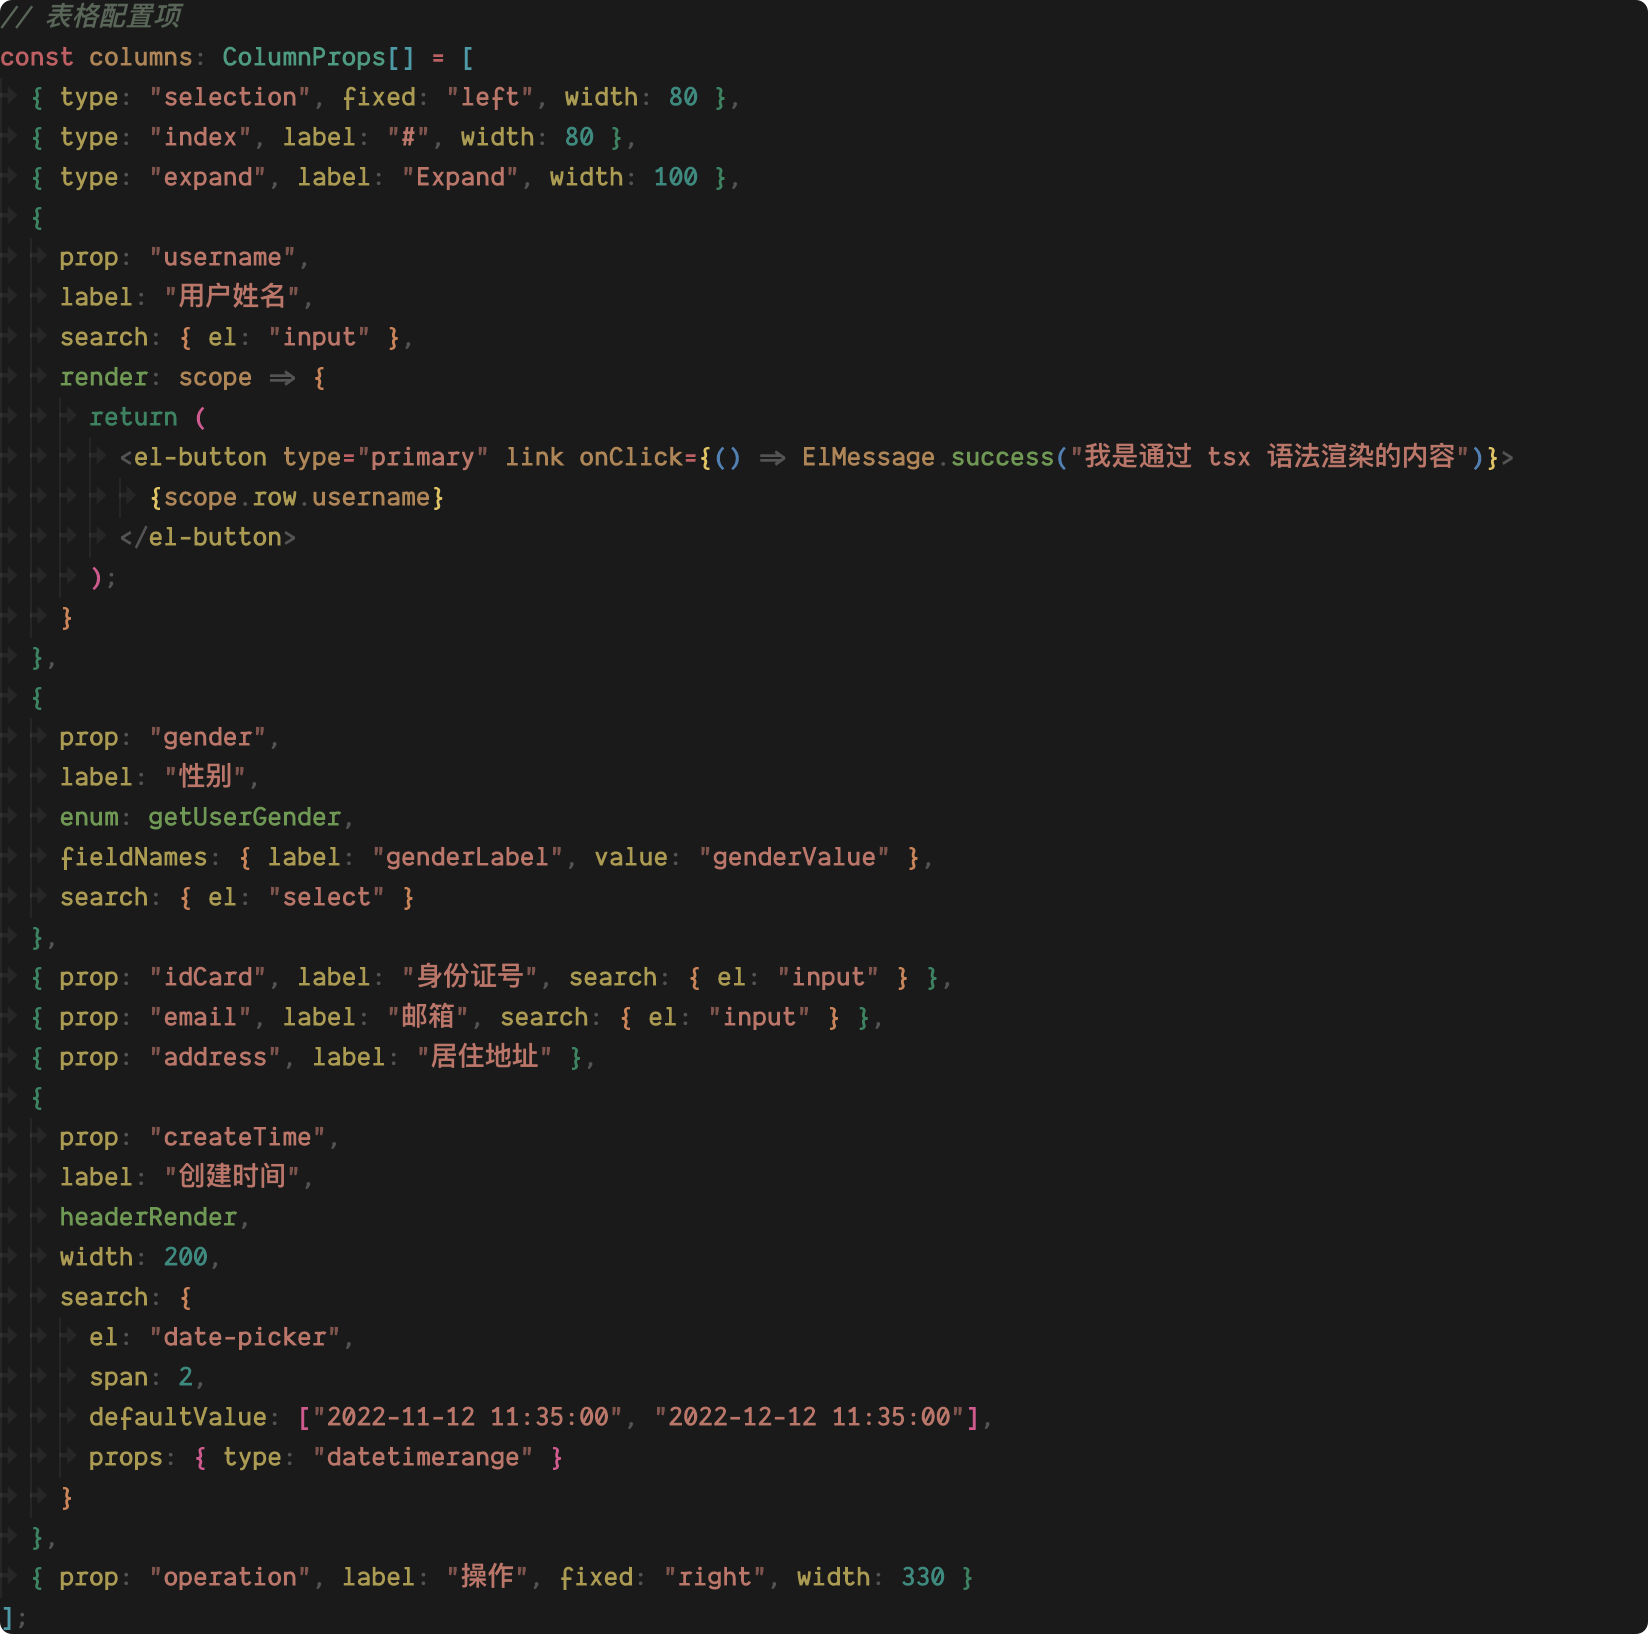 // 表格配置项
const columns: ColumnProps[] = [
{ type: "selection", fixed: "left", width: 80 },
{ type: "index", label: "#", width: 80 },
{ type: "expand", label: "Expand", width: 100 },
{
prop: "username",
label: "用户姓名",
search: { el: "input" },
render: scope => {
return (
<el-button type="primary" link onClick={() => ElMessage.success("我是通过 tsx 语法渲染的内容")}>
{scope.row.username}
</el-button>
);
}
},
{
prop: "gender",
label: "性别",
enum: getUserGender,
fieldNames: { label: "genderLabel", value: "genderValue" },
search: { el: "select" }
},
{ prop: "idCard", label: "身份证号", search: { el: "input" } },
{ prop: "email", label: "邮箱", search: { el: "input" } },
{ prop: "address", label: "居住地址" },
{
prop: "createTime",
label: "创建时间",
headerRender,
width: 200,
search: {
el: "date-picker",
span: 2,
defaultValue: ["2022-11-12 11:35:00", "2022-12-12 11:35:00"],
props: { type: "datetimerange" }
}
},
{ prop: "operation", label: "操作", fixed: "right", width: 330 }
];